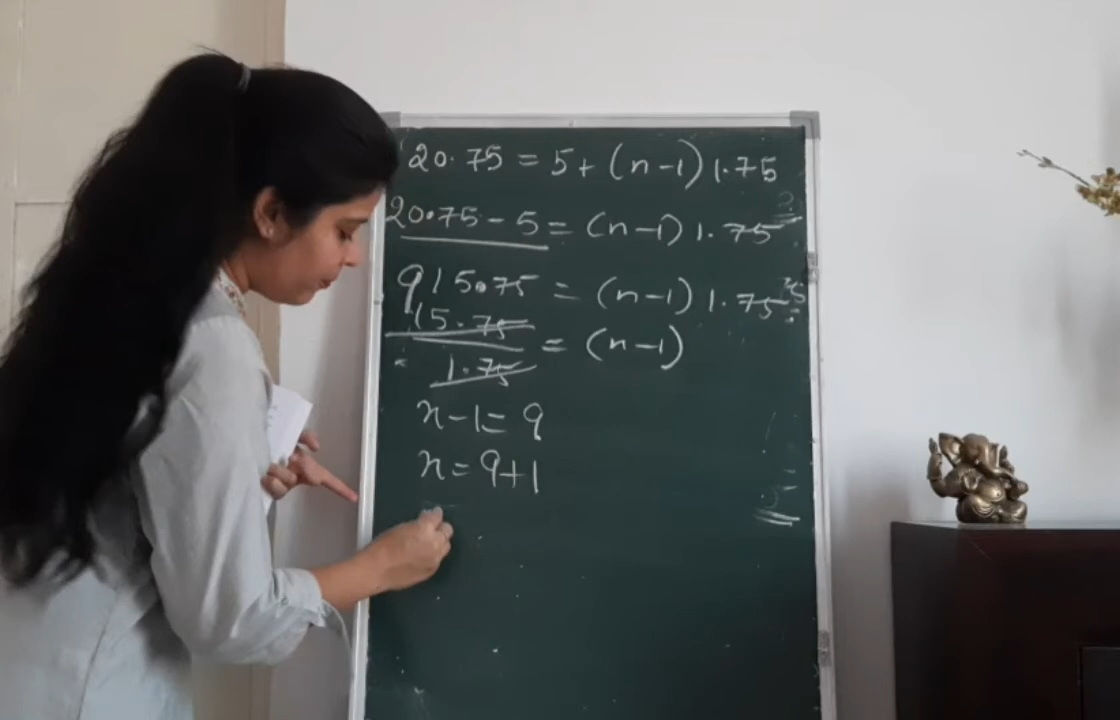 20.75 = 5 + (n-1) 1.75
20.75 - 5 = (n-1) 1.75
15.75 = (n-1) 1.75
9
15.75
1.75
= (n-1)
n-1 = 9
n = 9+1